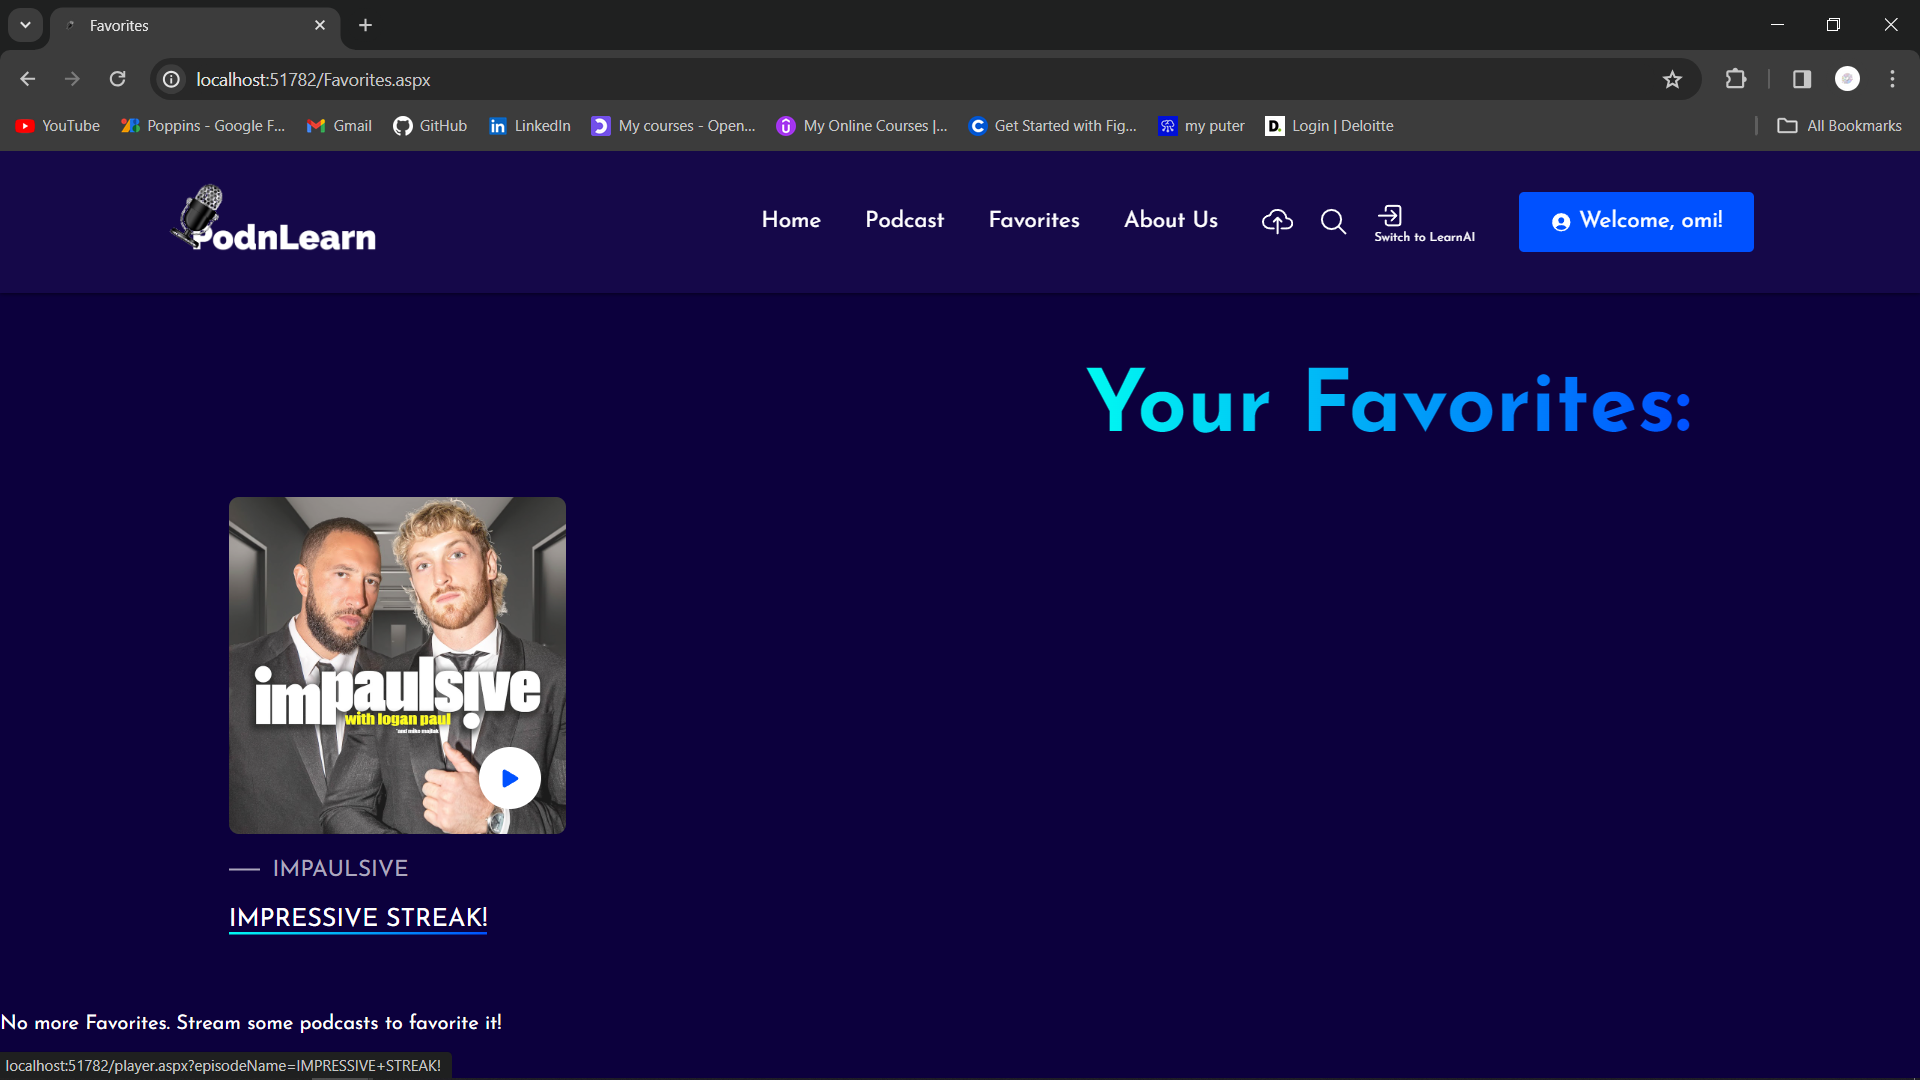 Favorites
localhost:51782/Favorites.aspx
YouTube Poppins - Google F... Gmail GitHub LinkedIn My courses - Open... My Online Courses |... Get Started with Fig... my puter Login | Deloitte All Bookmarks
PodnLearn
Home Podcast Favorites About Us Switch to LearnAI Welcome, omi!
Your Favorites:
impaulsive
with logan paul
*and mike majlak
IMPAULSIVE
IMPRESSIVE STREAK!
No more Favorites. Stream some podcasts to favorite it!
localhost:51782/player.aspx?episodeName=IMPRESSIVE+STREAK!